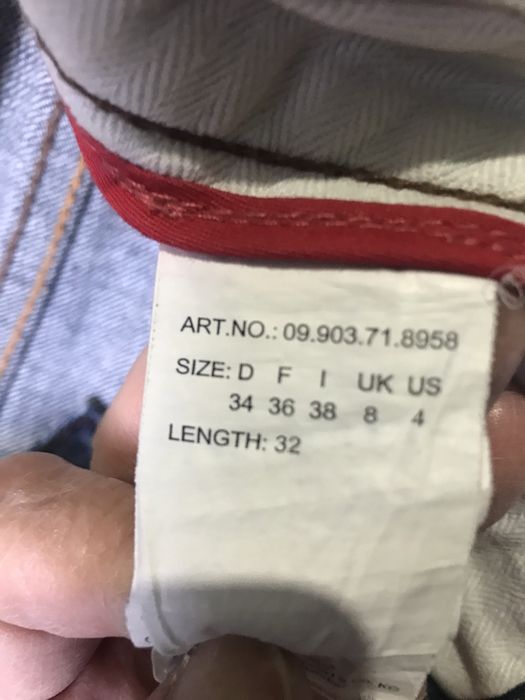 ART.NO.: 09.903.71.8958
SIZE: D F I UK US
34 36 38 8 4
LENGTH: 32